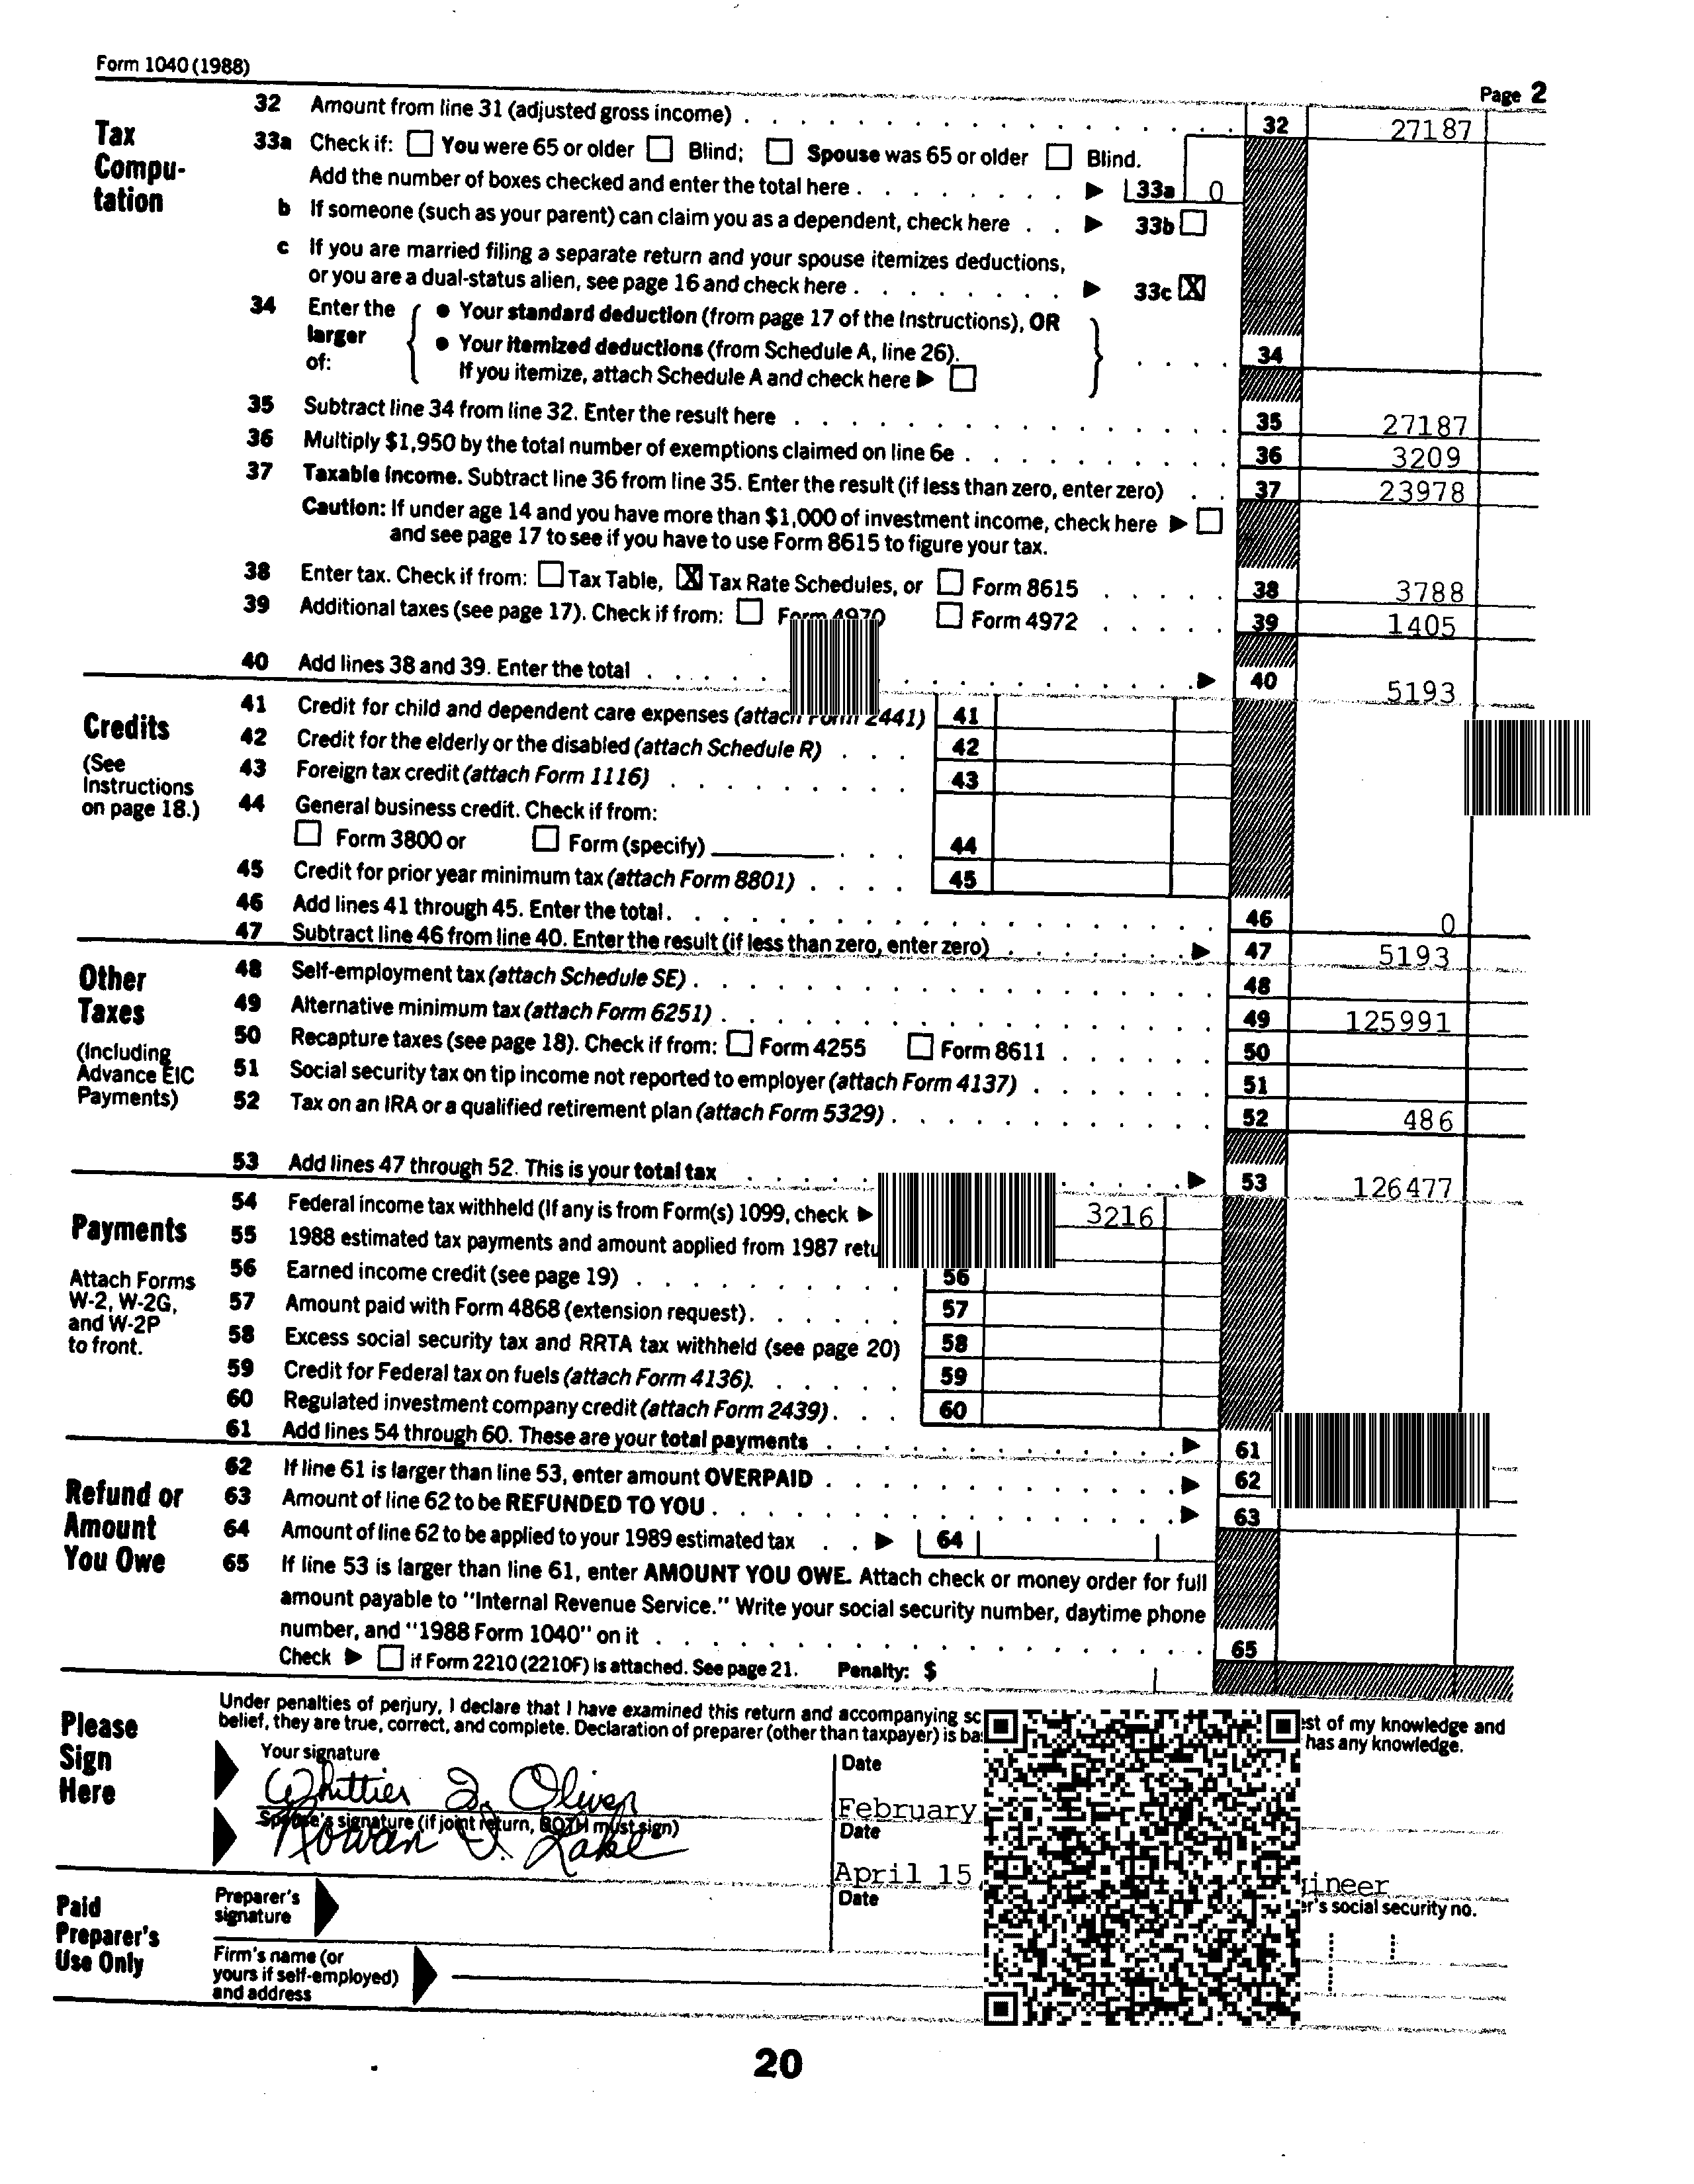 Form 1040 (1988)
Page 2
Tax Compu-tation
32 Amount from line 31 (adjusted gross income) . . . 32 27187
33a Check if: ☐ You were 65 or older ☐ Blind; ☐ Spouse was 65 or older ☐ Blind.
Add the number of boxes checked and enter the total here . . . ▶ 33a 0
b If someone (such as your parent) can claim you as a dependent, check here . . ▶ 33b ☐
c If you are married filing a separate return and your spouse itemizes deductions,
or you are a dual-status alien, see page 16 and check here . . . ▶ 33c ☒
34 Enter the larger of: { • Your standard deduction (from page 17 of the Instructions), OR
• Your itemized deductions (from Schedule A, line 26).
If you itemize, attach Schedule A and check here ▶ ☐ } . . . . 34
35 Subtract line 34 from line 32. Enter the result here . . . 35 27187
36 Multiply $1,950 by the total number of exemptions claimed on line 6e . . . 36 3209
37 Taxable income. Subtract line 36 from line 35. Enter the result (if less than zero, enter zero) . . 37 23978
Caution: If under age 14 and you have more than $1,000 of investment income, check here ▶ ☐
and see page 17 to see if you have to use Form 8615 to figure your tax.
38 Enter tax. Check if from: ☐ Tax Table, ☒ Tax Rate Schedules, or ☐ Form 8615 . . . . . 38 3788
39 Additional taxes (see page 17). Check if from: ☐ Form 4970 ☐ Form 4972 . . . . . 39 1405
40 Add lines 38 and 39. Enter the total . . . ▶ 40 5193
Credits
(See Instructions on page 18.)
41 Credit for child and dependent care expenses (attach Form 2441) 41
42 Credit for the elderly or the disabled (attach Schedule R) . . . 42
43 Foreign tax credit (attach Form 1116) . . . 43
44 General business credit. Check if from:
☐ Form 3800 or ☐ Form (specify) . . . 44
45 Credit for prior year minimum tax (attach Form 8801) . . . . 45
46 Add lines 41 through 45. Enter the total. . . . 46 0
47 Subtract line 46 from line 40. Enter the result (if less than zero, enter zero) . . . ▶ 47 5193
Other Taxes
(Including Advance EIC Payments)
48 Self-employment tax (attach Schedule SE) . . . 48
49 Alternative minimum tax (attach Form 6251) . . . 49 125991
50 Recapture taxes (see page 18). Check if from: ☐ Form 4255 ☐ Form 8611 . . . . . 50
51 Social security tax on tip income not reported to employer (attach Form 4137) . . . 51
52 Tax on an IRA or a qualified retirement plan (attach Form 5329) . . . 52 486
53 Add lines 47 through 52. This is your total tax . . . ▶ 53 126477
Payments
Attach Forms W-2, W-2G, and W-2P to front.
54 Federal income tax withheld (If any is from Form(s) 1099, check ▶ 3216
55 1988 estimated tax payments and amount applied from 1987 retu
56 Earned income credit (see page 19) . . . 56
57 Amount paid with Form 4868 (extension request) . . . 57
58 Excess social security tax and RRTA tax withheld (see page 20) 58
59 Credit for Federal tax on fuels (attach Form 4136). . . . 59
60 Regulated investment company credit (attach Form 2439) . . . 60
61 Add lines 54 through 60. These are your total payments . . . ▶ 61
Refund or Amount You Owe
62 If line 61 is larger than line 53, enter amount OVERPAID . . . ▶ 62
63 Amount of line 62 to be REFUNDED TO YOU . . . ▶ 63
64 Amount of line 62 to be applied to your 1989 estimated tax . . ▶ 64
65 If line 53 is larger than line 61, enter AMOUNT YOU OWE. Attach check or money order for full
amount payable to "Internal Revenue Service." Write your social security number, daytime phone
number, and "1988 Form 1040" on it . . . 65
Check ▶ ☐ if Form 2210 (2210F) is attached. See page 21. Penalty: $
Please Sign Here
Under penalties of perjury, I declare that I have examined this return and accompanying sc est of my knowledge and
belief, they are true, correct, and complete. Declaration of preparer (other than taxpayer) is ba has any knowledge.
Your signature Date
Whittier Oliver February
Spouse's signature (if joint return, BOTH must sign) Date
Rowan Lake April 15 gineer
Paid Preparer's Use Only
Preparer's signature Date er's social security no.
Firm's name (or yours if self-employed) and address
20